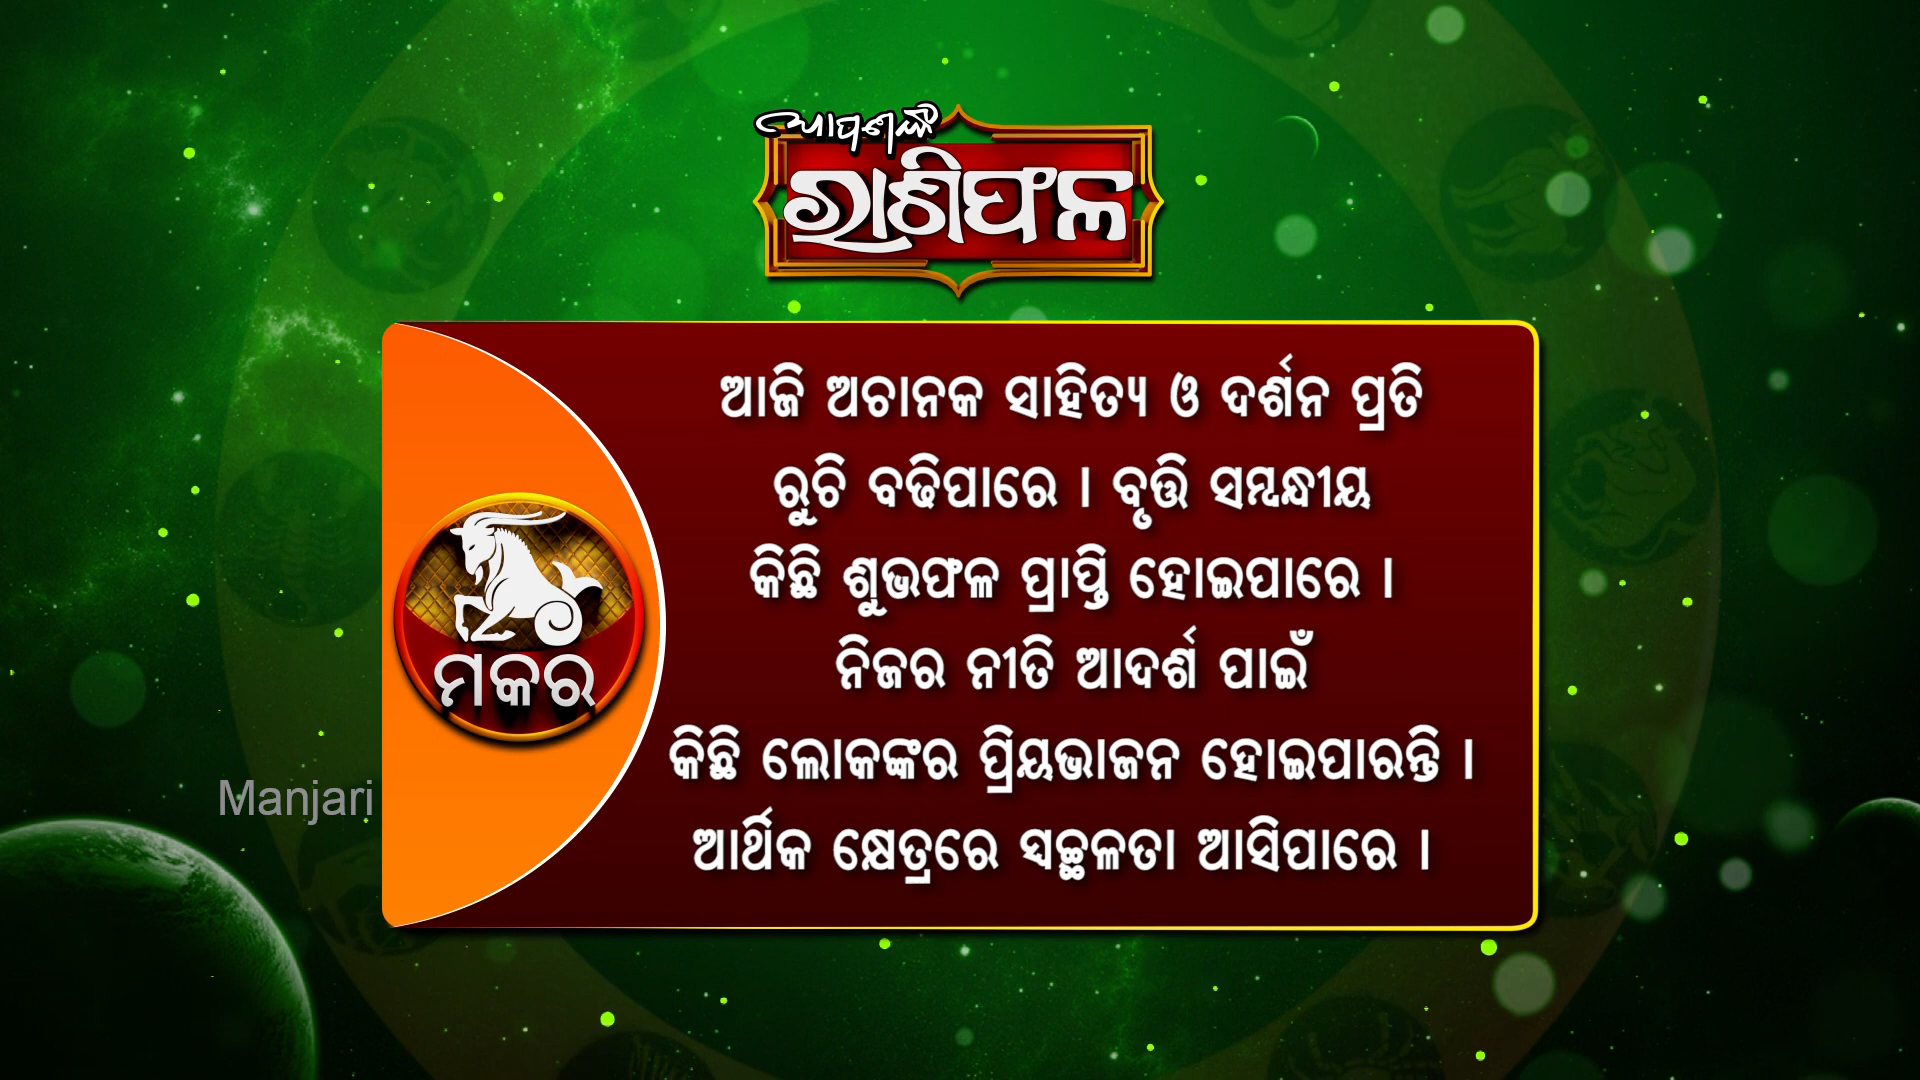 ଆପଣଙ୍କ
ରାଶିଫଳ
ଆଜି ଅଚାନକ ସାହିତ୍ୟ ଓ ଦର୍ଶନ ପ୍ରତି
ରୁଚି ବଢିପାରେ । ବୃତ୍ତି ସମ୍ବନ୍ଧୀୟ
କିଛି ଶୁଭଫଳ ପ୍ରାପ୍ତି ହୋଇପାରେ ।
ନିଜର ନୀତି ଆଦର୍ଶ ପାଇଁ
କିଛି ଲୋକଙ୍କର ପ୍ରିୟଭାଜନ ହୋଇପାରନ୍ତି ।
ଆର୍ଥିକ କ୍ଷେତ୍ରରେ ସ୍ୱଚ୍ଛଳତା ଆସିପାରେ ।
ମକର
Manjari